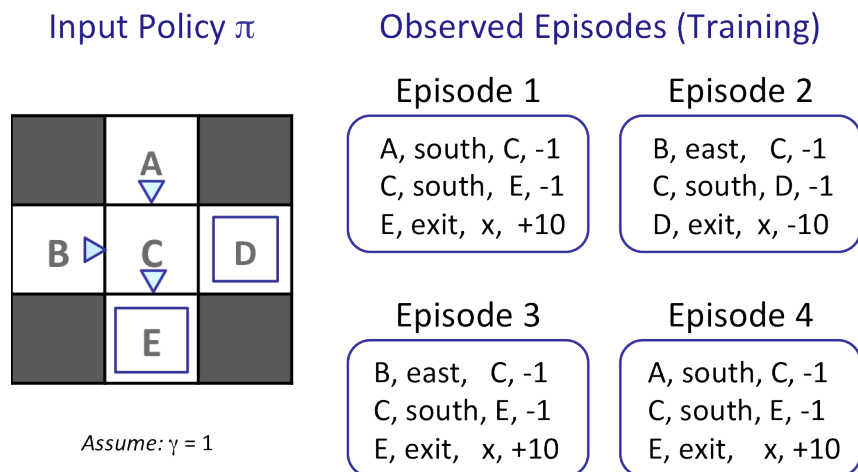 Input Policy π
A
B
C
D
E
Assume: γ = 1
Observed Episodes (Training)
Episode 1
A, south, C, -1
C, south, E, -1
E, exit, x, +10
Episode 2
B, east, C, -1
C, south, D, -1
D, exit, x, -10
Episode 3
B, east, C, -1
C, south, E, -1
E, exit, x, +10
Episode 4
A, south, C, -1
C, south, E, -1
E, exit, x, +10